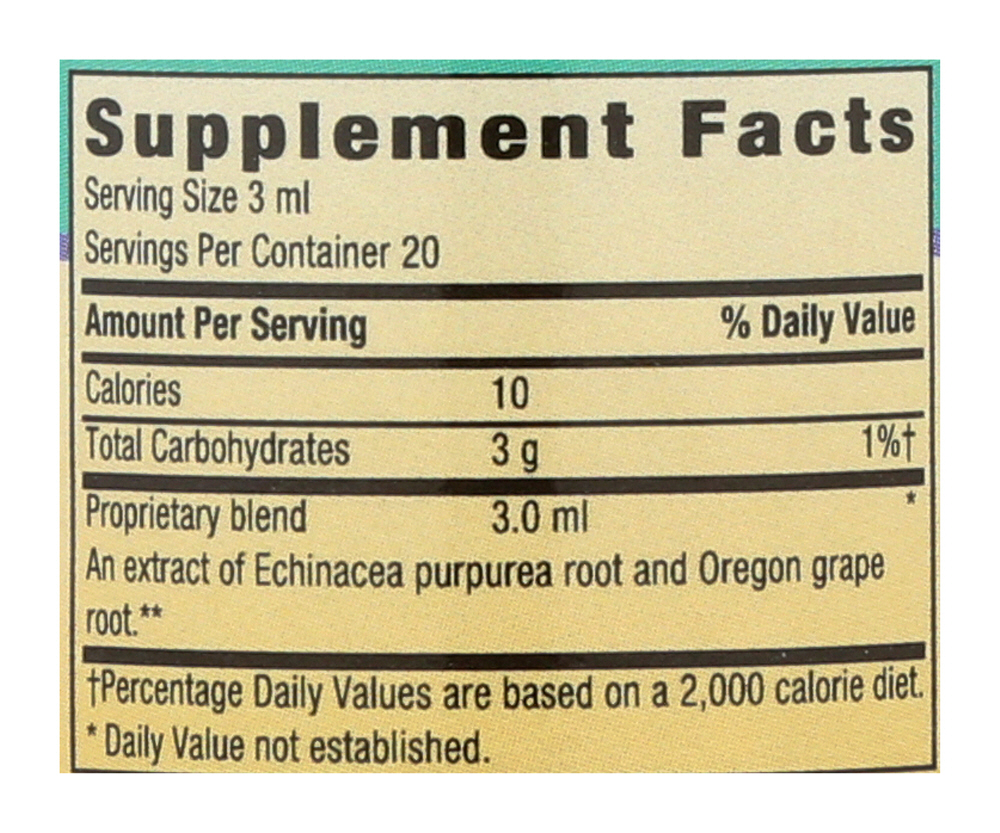 Supplement Facts
Serving Size 3 ml
Servings Per Container 20
Amount Per Serving % Daily Value
Calories 10
Total Carbohydrates 3 g 1%†
Proprietary blend 3.0 ml *
An extract of Echinacea purpurea root and Oregon grape
root.**
†Percentage Daily Values are based on a 2,000 calorie diet.
* Daily Value not established.